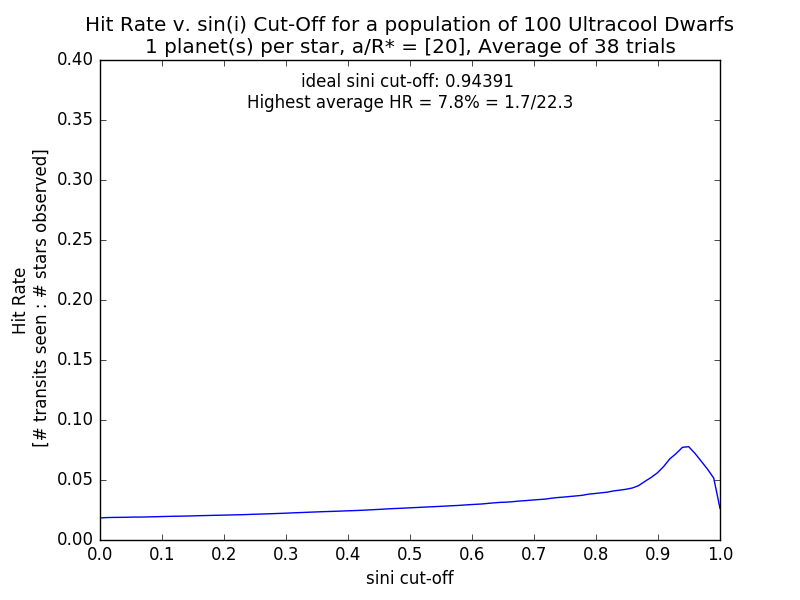 Hit Rate v. sin(i) Cut-Off for a population of 100 Ultracool Dwarfs
1 planet(s) per star, a/R* = [20], Average of 38 trials
ideal sini cut-off: 0.94391
Highest average HR = 7.8% = 1.7/22.3
0.40
0.35
0.30
0.25
0.20
0.15
0.10
0.05
0.00
Hit Rate
[# transits seen : # stars observed]
0.0 0.1 0.2 0.3 0.4 0.5 0.6 0.7 0.8 0.9 1.0
sini cut-off